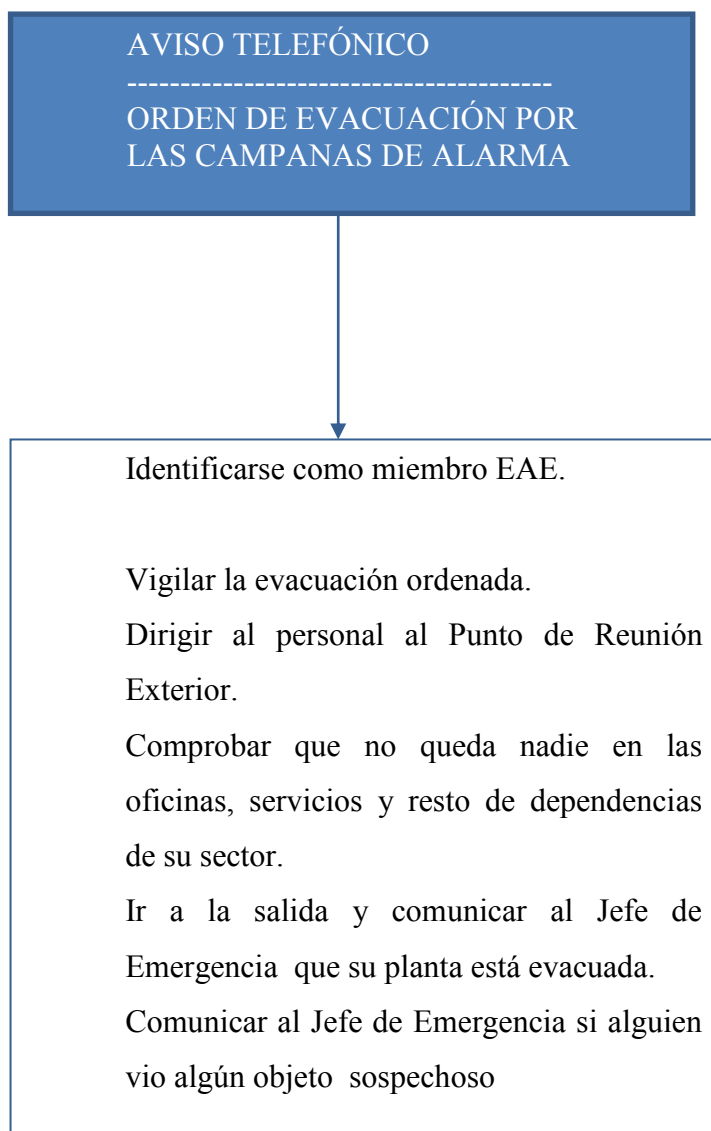 AVISO TELEFÓNICO
----------------------------------------
ORDEN DE EVACUACIÓN POR
LAS CAMPANAS DE ALARMA
Identificarse como miembro EAE.
Vigilar la evacuación ordenada.
Dirigir al personal al Punto de Reunión
Exterior.
Comprobar que no queda nadie en las
oficinas, servicios y resto de dependencias
de su sector.
Ir a la salida y comunicar al Jefe de
Emergencia que su planta está evacuada.
Comunicar al Jefe de Emergencia si alguien
vio algún objeto sospechoso